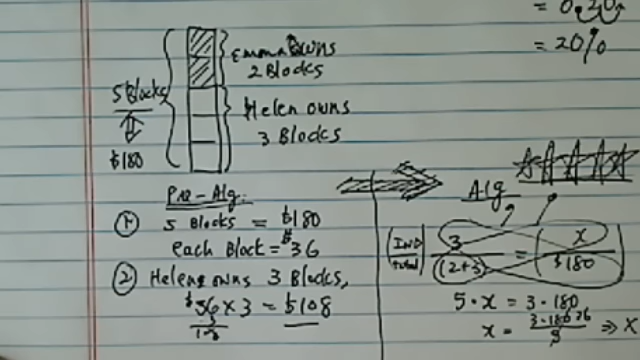 = 0.20
= 20%
Emma owns
2 Blocks
5 Blocks
$180
Helen owns
3 Blocks
Pre-Alg:
① 5 Blocks = $180
each Block = $36
② Helen owns 3 Blocks,
$36 × 3 = $108
Alg
(IND/total) 3/(2+3) = (x/$180)
5 · x = 3 · 180
x = 3·180 36/5 ⇒ x